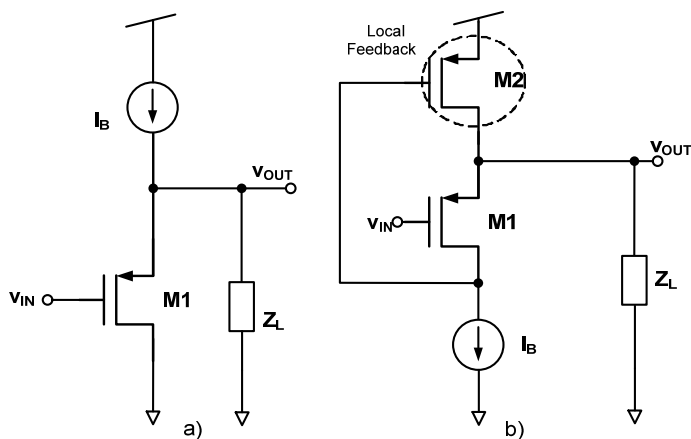 Local
Feedback
M2
I_B
v_OUT
v_OUT
v_IN
M1
v_IN
M1
Z_L
Z_L
I_B
a)
b)